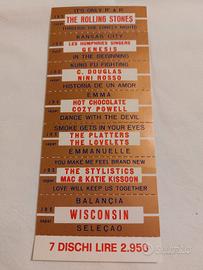 IT'S ONLY R' & R'
THE ROLLING STONES
THROUGH THE LONELY NIGHTS
KANSAS CITY
LES HUMPHRIES SINGERS
GENESIS
IN THE BEGINNING
KUNG FU FIGHTING
C. DOUGLAS
NINI ROSSO
HISTORIA DE UN AMOR
EMMA
HOT CHOCOLATE
COZY POWELL
DANCE WITH THE DEVIL
SMOKE GETS IN YOUR EYES
THE PLATTERS
THE LOVELETS
EMMANUELLE
YOU MAKE ME FEEL BRAND NEW
THE STYLISTICS
MAC & KATIE KISSOON
LOVE WILL KEEP US TOGETHER
BALANÇIA
WISCONSIN
SELEÇAO
7 DISCHI LIRE 2.950
subito